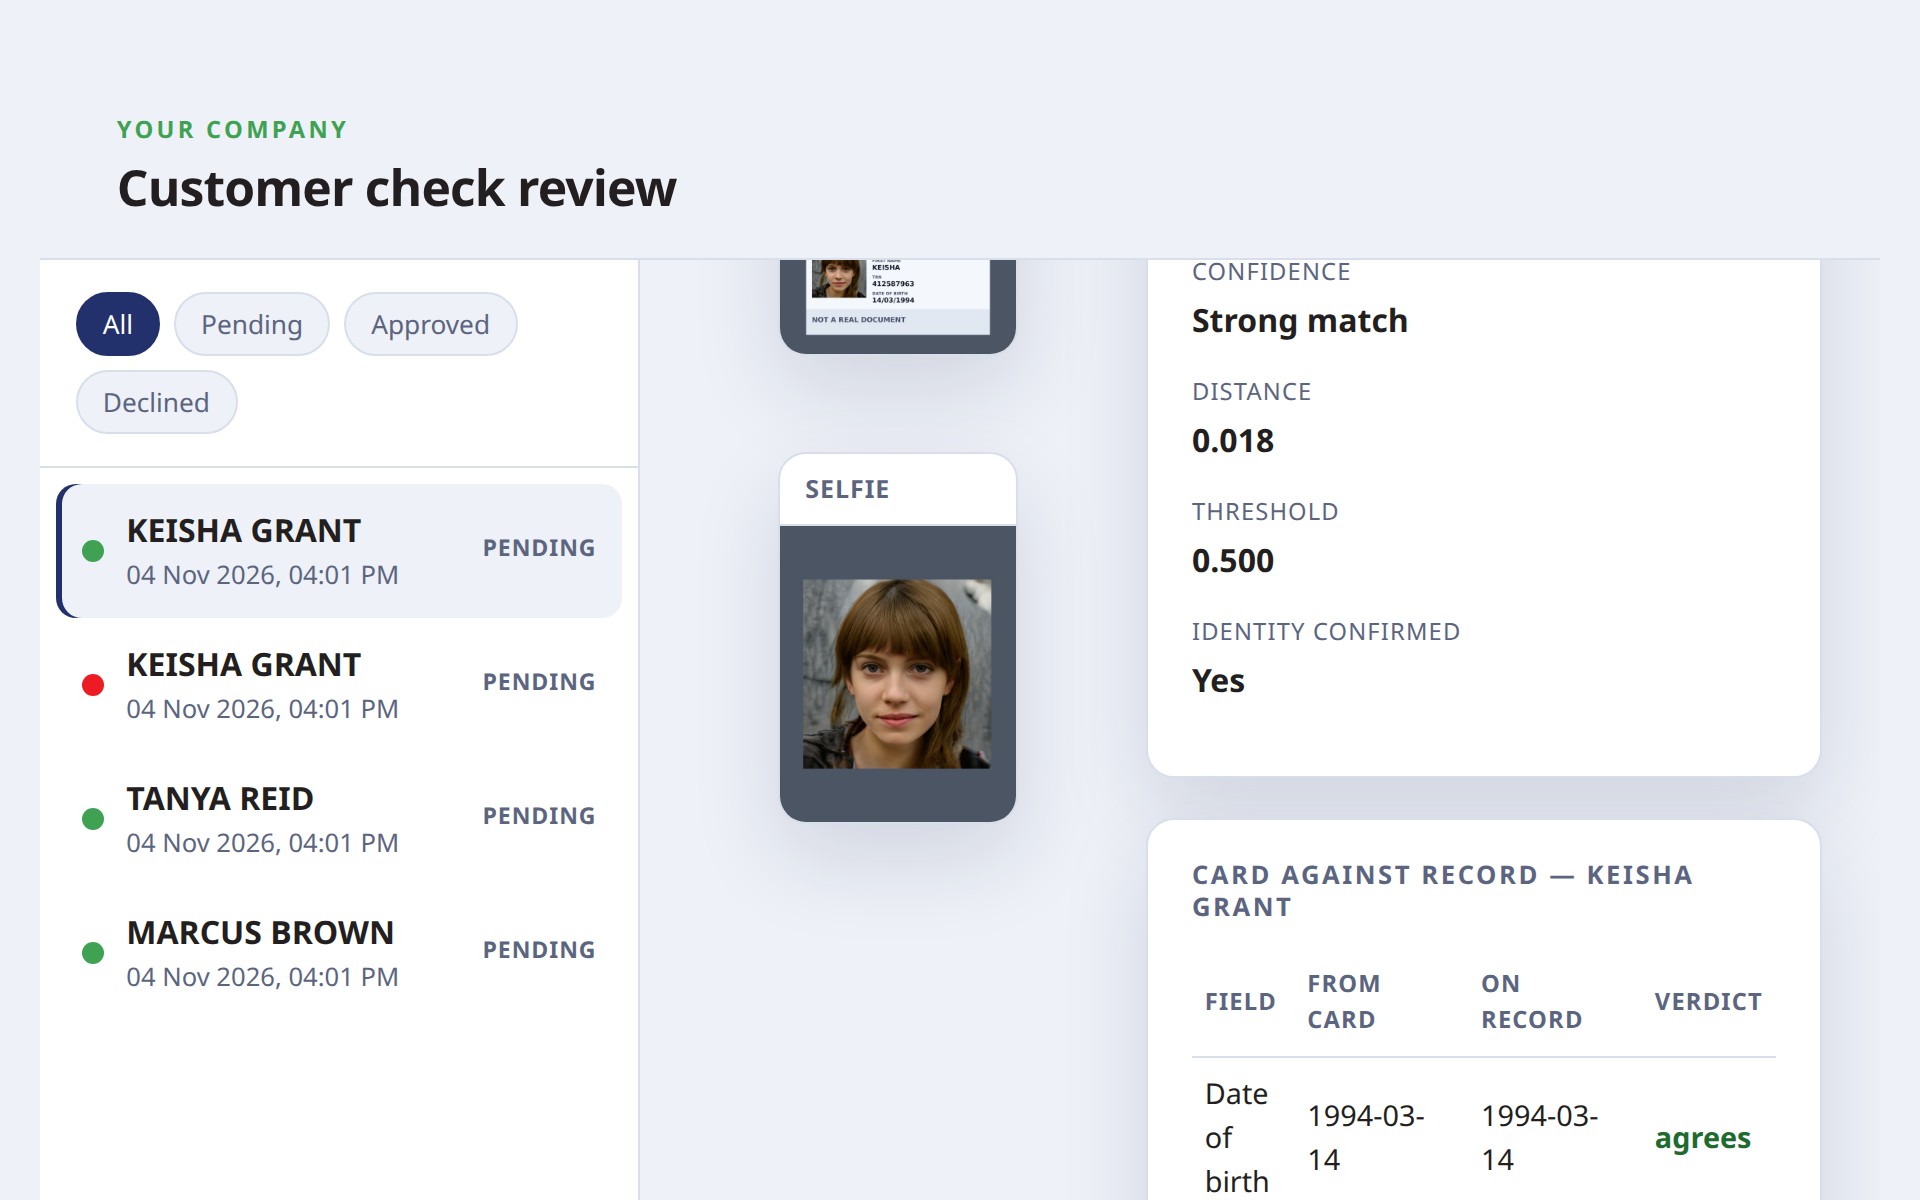 YOUR COMPANY
Customer check review
All
Pending
Approved
Declined
KEISHA GRANT
04 Nov 2026, 04:01 PM
PENDING
KEISHA GRANT
04 Nov 2026, 04:01 PM
PENDING
TANYA REID
04 Nov 2026, 04:01 PM
PENDING
MARCUS BROWN
04 Nov 2026, 04:01 PM
PENDING
KEISHA
TRN
412587963
DATE OF BIRTH
14/03/1994
NOT A REAL DOCUMENT
SELFIE
CONFIDENCE
Strong match
DISTANCE
0.018
THRESHOLD
0.500
IDENTITY CONFIRMED
Yes
CARD AGAINST RECORD — KEISHA
GRANT
FIELD
FROM
CARD
ON
RECORD
VERDICT
Date
of
birth
1994-03-
14
1994-03-
14
agrees